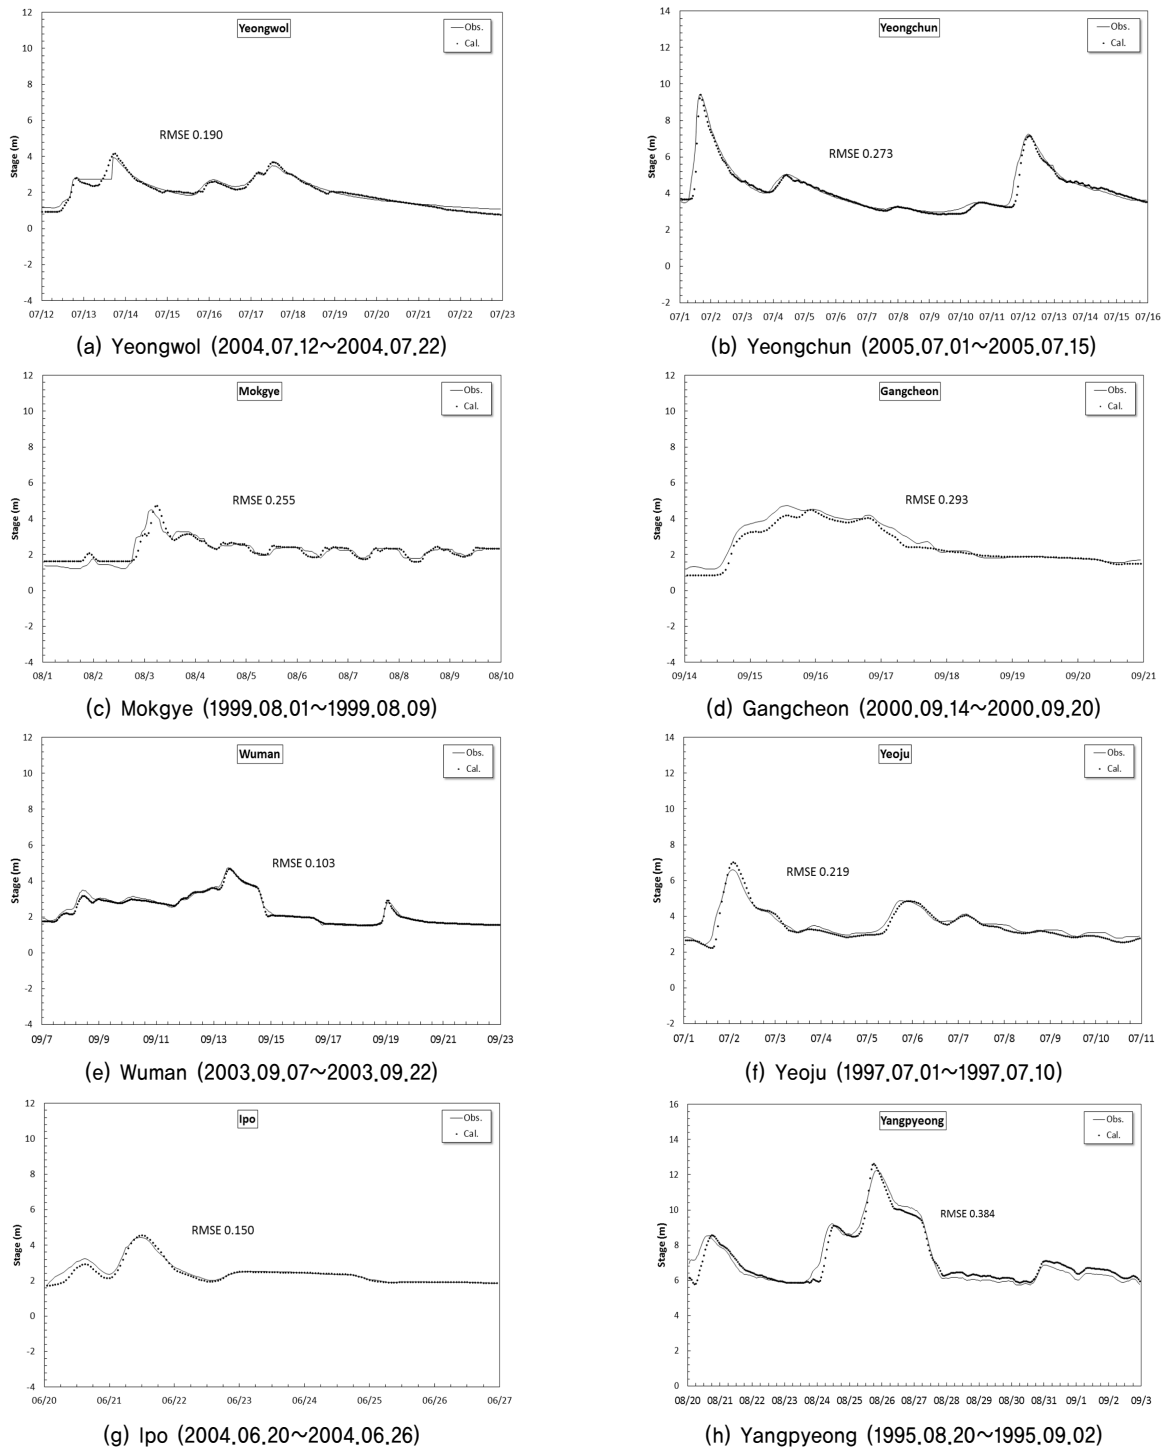 Yeongwol
Obs.
Cal.
RMSE 0.190
Stage (m)
12
10
8
6
4
2
0
-2
-4
07/12 07/13 07/14 07/15 07/16 07/17 07/18 07/19 07/20 07/21 07/22 07/23
(a) Yeongwol (2004.07.12~2004.07.22)
Yeongchun
Obs.
Cal.
RMSE 0.273
Stage (m)
14
12
10
8
6
4
2
0
-2
07/1 07/2 07/3 07/4 07/5 07/6 07/7 07/8 07/9 07/10 07/11 07/12 07/13 07/14 07/15 07/16
(b) Yeongchun (2005.07.01~2005.07.15)
Mokgye
Obs.
Cal.
RMSE 0.255
Stage (m)
12
10
8
6
4
2
0
-2
-4
08/1 08/2 08/3 08/4 08/5 08/6 08/7 08/8 08/9 08/10
(c) Mokgye (1999.08.01~1999.08.09)
Gangcheon
Obs.
Cal.
RMSE 0.293
Stage (m)
12
10
8
6
4
2
0
-2
-4
09/14 09/15 09/16 09/17 09/18 09/19 09/20 09/21
(d) Gangcheon (2000.09.14~2000.09.20)
Wuman
Obs.
Cal.
RMSE 0.103
Stage (m)
12
10
8
6
4
2
0
-2
-4
09/7 09/9 09/11 09/13 09/15 09/17 09/19 09/21 09/23
(e) Wuman (2003.09.07~2003.09.22)
Yeoju
Obs.
Cal.
RMSE 0.219
Stage (m)
14
12
10
8
6
4
2
0
-2
07/1 07/2 07/3 07/4 07/5 07/6 07/7 07/8 07/9 07/10 07/11
(f) Yeoju (1997.07.01~1997.07.10)
Ipo
Obs.
Cal.
RMSE 0.150
Stage (m)
12
10
8
6
4
2
0
-2
-4
06/20 06/21 06/22 06/23 06/24 06/25 06/26 06/27
(g) Ipo (2004.06.20~2004.06.26)
Yangpyeong
Obs.
Cal.
RMSE 0.384
Stage (m)
16
14
12
10
8
6
4
2
0
08/20 08/21 08/22 08/23 08/24 08/25 08/26 08/27 08/28 08/29 08/30 08/31 09/1 09/2 09/3
(h) Yangpyeong (1995.08.20~1995.09.02)